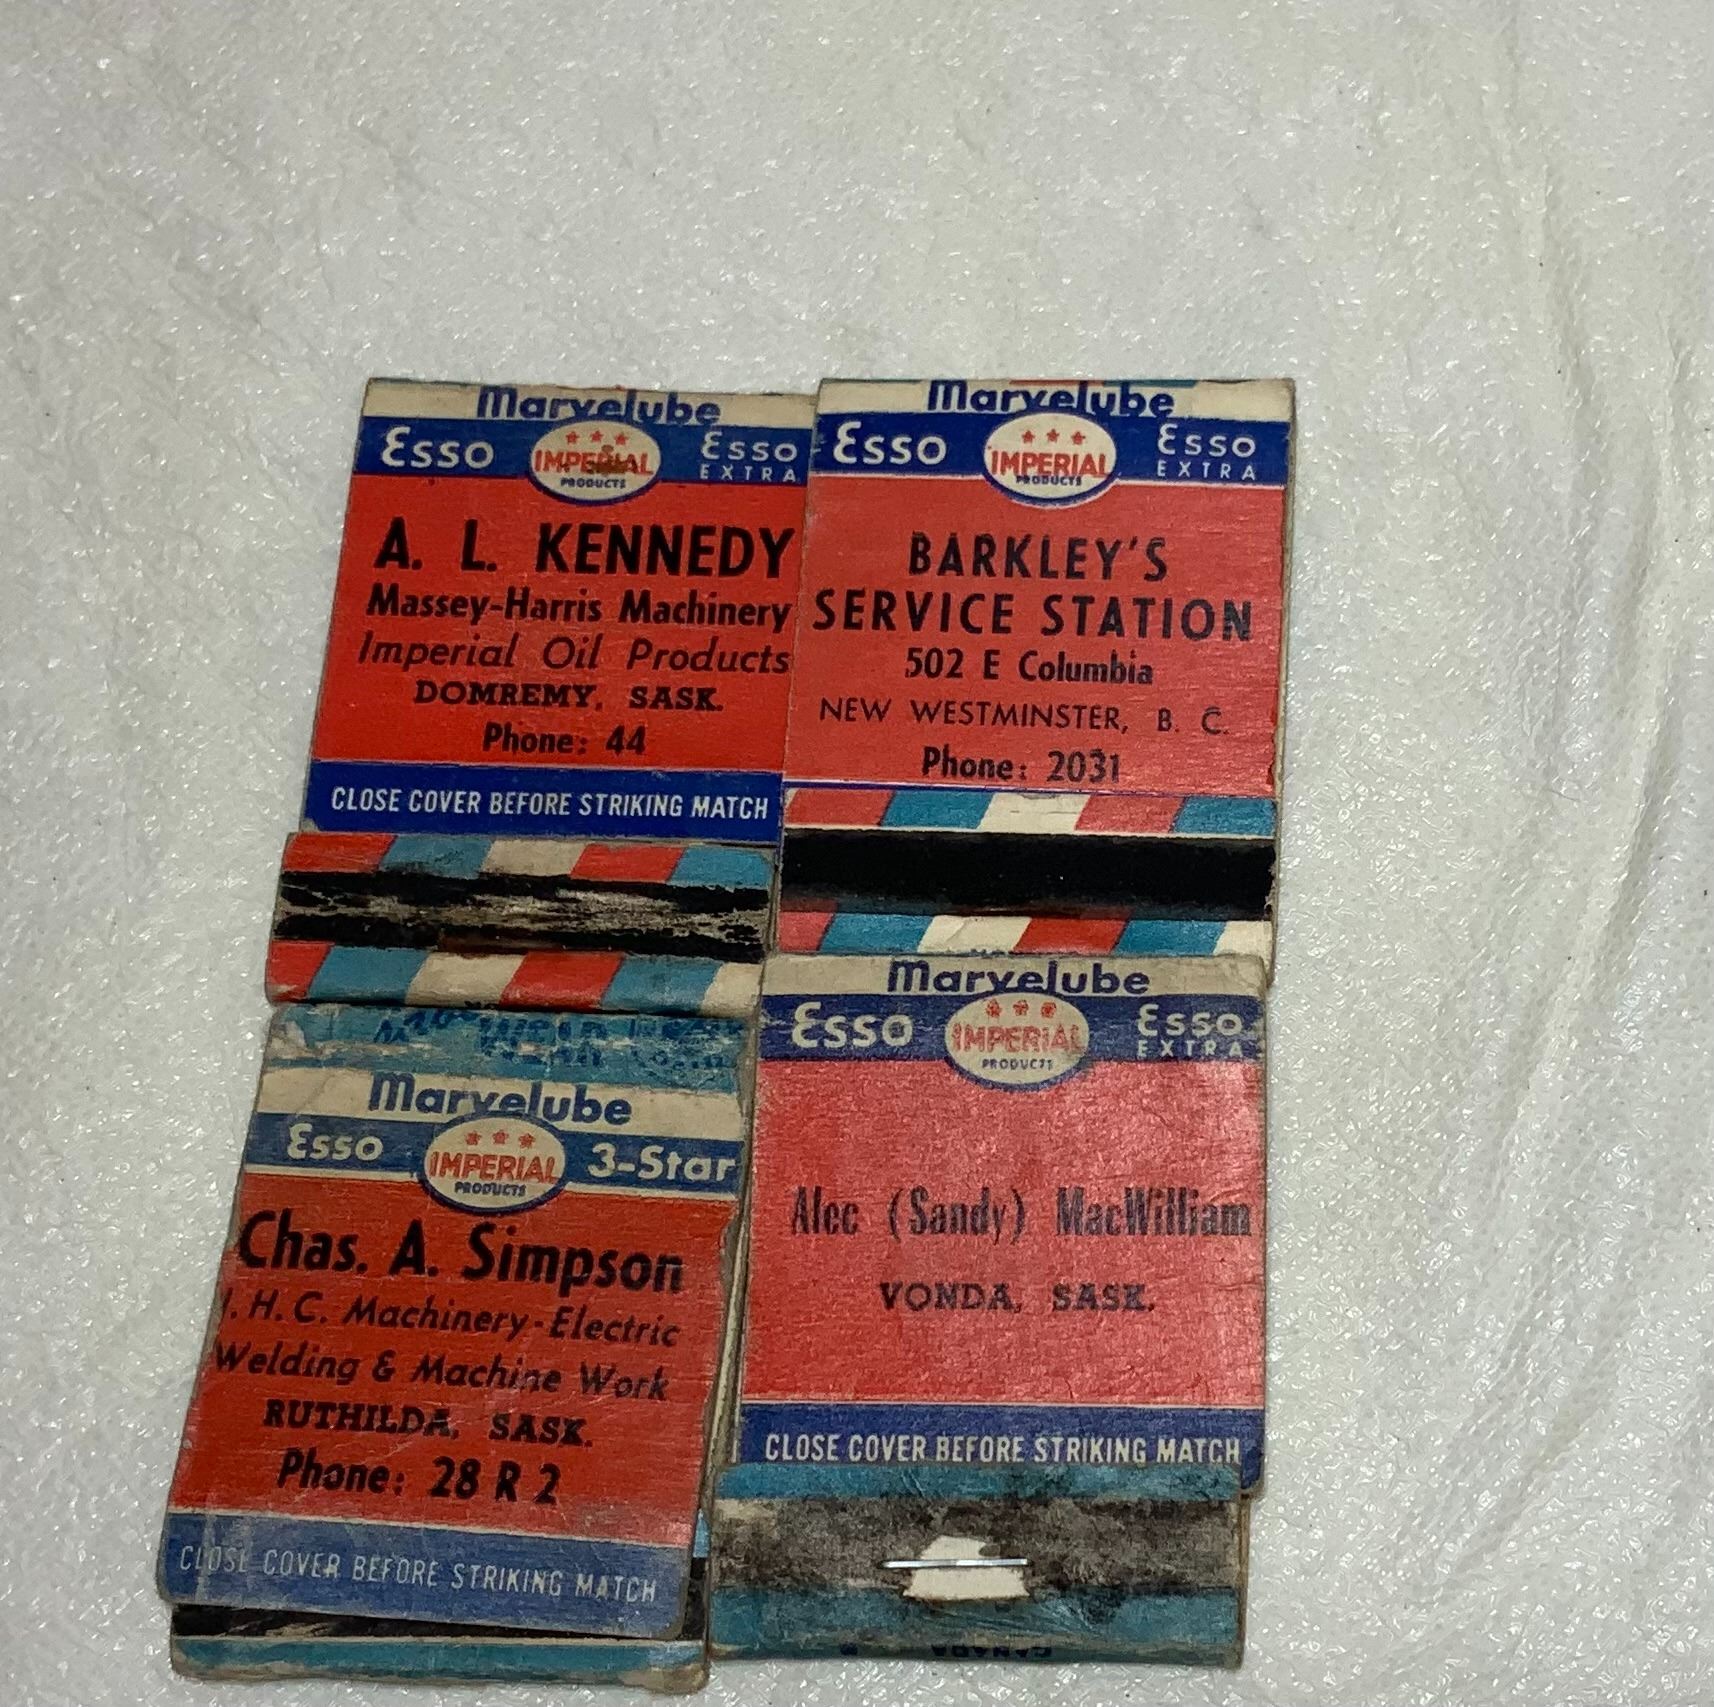 Marvelube
Esso IMPERIAL PRODUCTS Esso EXTRA
A. L. KENNEDY
Massey-Harris Machinery
Imperial Oil Products
DOMREMY, SASK.
Phone: 44
CLOSE COVER BEFORE STRIKING MATCH
Marvelube
Esso IMPERIAL PRODUCTS Esso EXTRA
BARKLEY'S
SERVICE STATION
502 E Columbia
NEW WESTMINSTER, B. C.
Phone: 2031
Marvelube
Esso IMPERIAL PRODUCTS 3-Star
Chas. A. Simpson
I. H. C. Machinery-Electric
Welding & Machine Work
RUTHILDA, SASK.
Phone: 28 R 2
CLOSE COVER BEFORE STRIKING MATCH
Marvelube
Esso IMPERIAL PRODUCTS Esso EXTRA
Alec (Sandy) MacWilliam
VONDA, SASK.
CLOSE COVER BEFORE STRIKING MATCH
CANADA